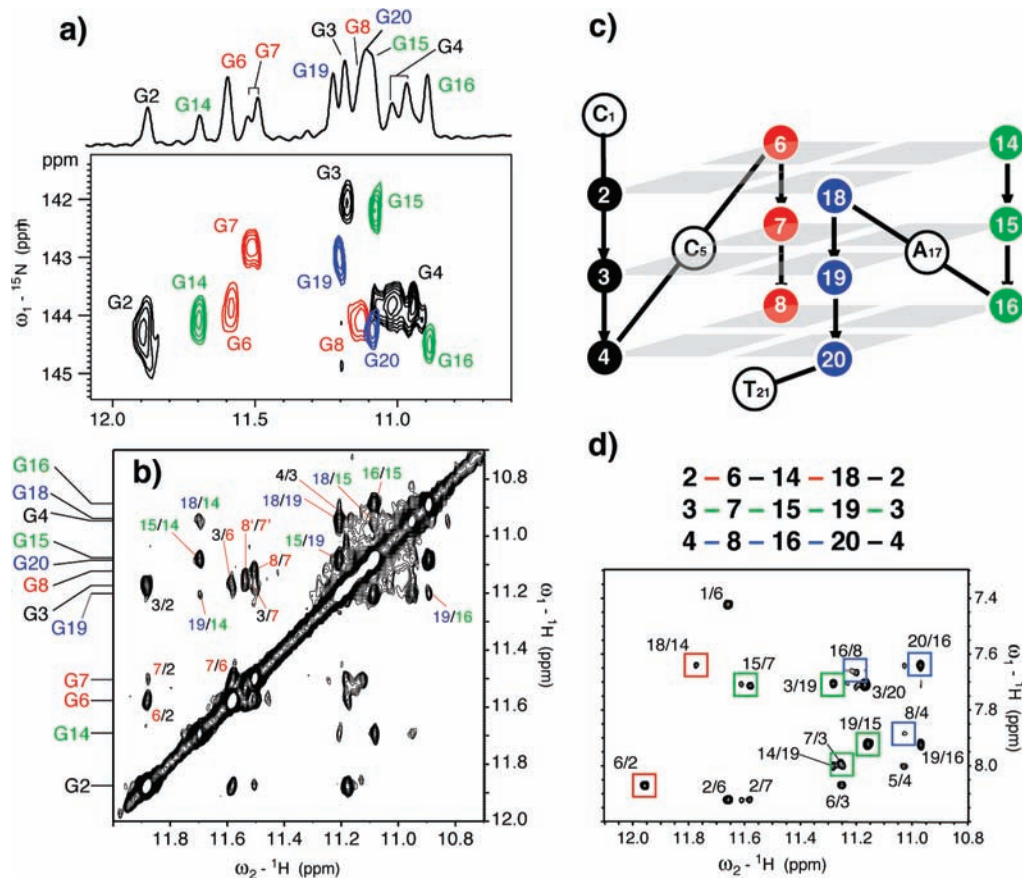 a)
G2
G14
G6
G7
G19
G3
G8
G20
G15
G4
G16
ppm
142
143
144
145
ω1 - 15N (ppm)
G2
G14
G7
G6
G3
G15
G19
G4
G8
G20
G16
12.0 11.5 11.0
b)
G16
G18
G4
G15
G20
G8
G3
G19
G7
G6
G14
G2
4/3
18/15
16/15
18/19
18/14
15/14
3/6
8'/7'
8/7
15/19
3/2
19/14
3/7
19/16
7/2
7/6
6/2
10.8
11.0
11.2
11.4
11.6
11.8
12.0
ω1 - 1H (ppm)
11.8 11.6 11.4 11.2 11.0 10.8
ω2 - 1H (ppm)
c)
C1
2
3
4
C5
6
7
8
18
19
20
T21
A17
14
15
16
d)
2 – 6 – 14 – 18 – 2
3 – 7 – 15 – 19 – 3
4 – 8 – 16 – 20 – 4
1/6
18/14
15/7
16/8
20/16
3/19
3/20
8/4
19/15
7/3
14/19
19/16
6/2
2/6
2/7
6/3
5/4
7.4
7.6
7.8
8.0
ω1 - 1H (ppm)
12.0 11.8 11.6 11.4 11.2 11.0 10.8
ω2 - 1H (ppm)